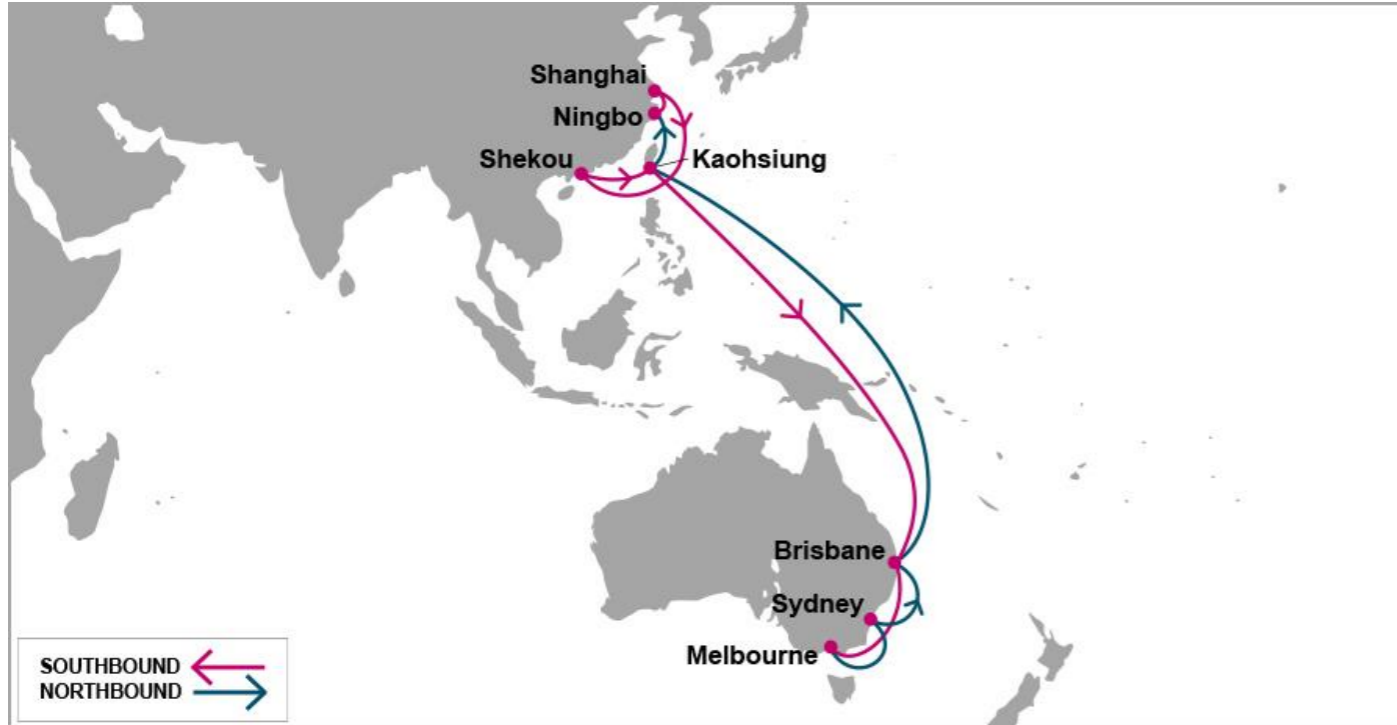 Shanghai
Ningbo
Shekou
Kaohsiung
Brisbane
Sydney
Melbourne
SOUTHBOUND
NORTHBOUND